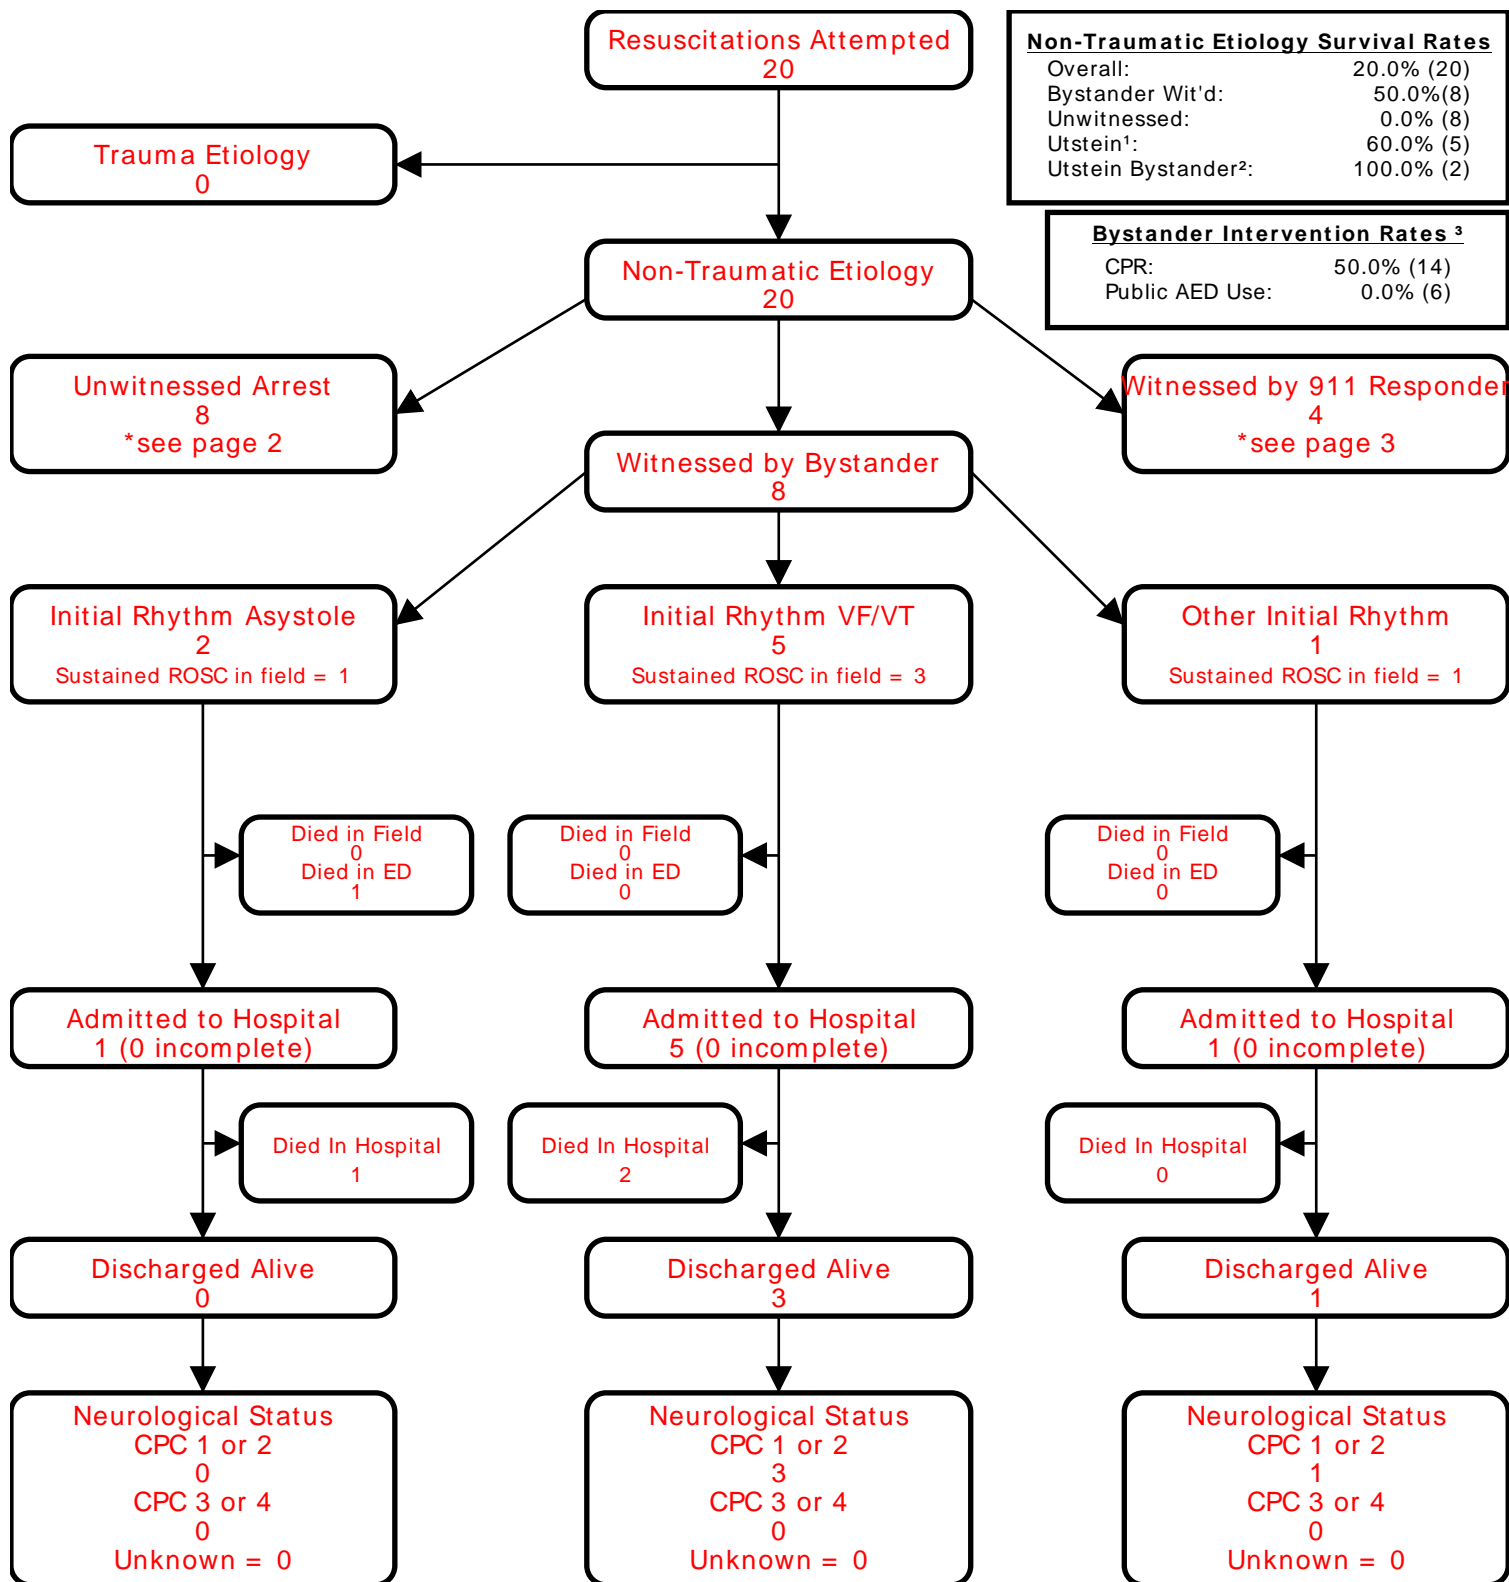 Resuscitations Attempted
20
Non-Traumatic Etiology Survival Rates
Overall: 20.0% (20)
Bystander Wit'd: 50.0%(8)
Unwitnessed: 0.0% (8)
Utstein¹: 60.0% (5)
Utstein Bystander²: 100.0% (2)
Trauma Etiology
0
Bystander Intervention Rates ³
CPR: 50.0% (14)
Public AED Use: 0.0% (6)
Non-Traumatic Etiology
20
Unwitnessed Arrest
8
*see page 2
Witnessed by Bystander
8
Witnessed by 911 Responder
4
*see page 3
Initial Rhythm Asystole
2
Sustained ROSC in field = 1
Initial Rhythm VF/VT
5
Sustained ROSC in field = 3
Other Initial Rhythm
1
Sustained ROSC in field = 1
Died in Field
0
Died in ED
1
Died in Field
0
Died in ED
0
Died in Field
0
Died in ED
0
Admitted to Hospital
1 (0 incomplete)
Admitted to Hospital
5 (0 incomplete)
Admitted to Hospital
1 (0 incomplete)
Died In Hospital
1
Died In Hospital
2
Died In Hospital
0
Discharged Alive
0
Discharged Alive
3
Discharged Alive
1
Neurological Status
CPC 1 or 2
0
CPC 3 or 4
0
Unknown = 0
Neurological Status
CPC 1 or 2
3
CPC 3 or 4
0
Unknown = 0
Neurological Status
CPC 1 or 2
1
CPC 3 or 4
0
Unknown = 0